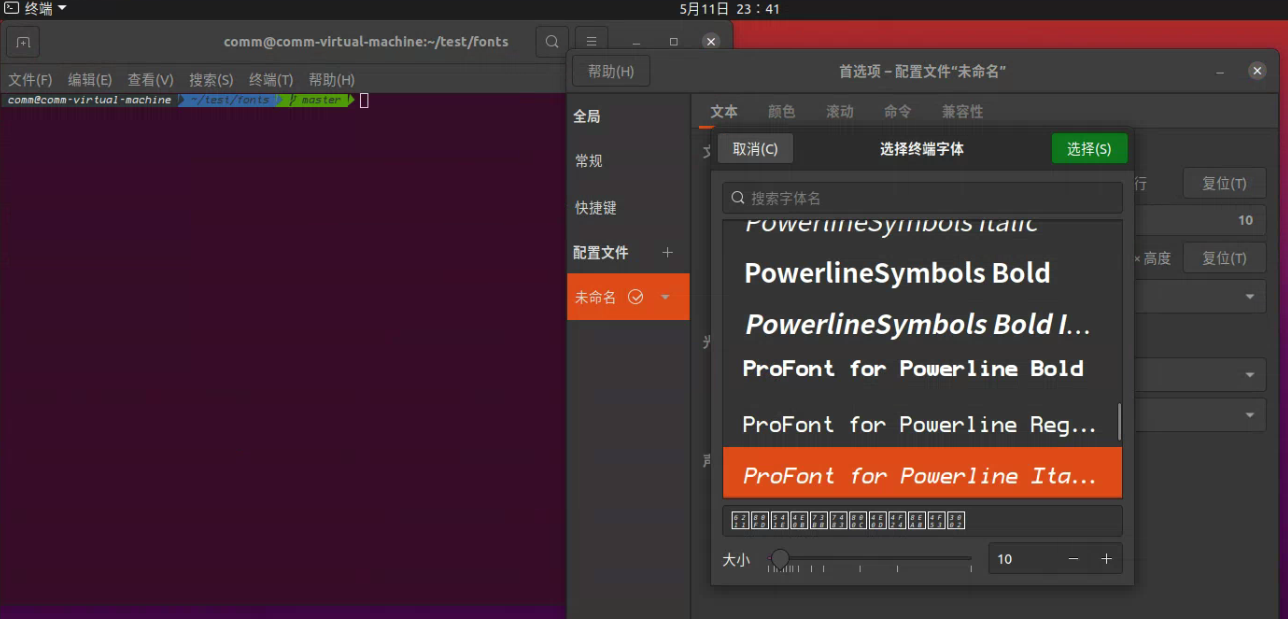 终端
5月11日 23：41
comm@comm-virtual-machine:~/test/fonts
文件(F) 编辑(E) 查看(V) 搜索(S) 终端(T) 帮助(H)
comm@comm-virtual-machine ~/test/fonts master
帮助(H)
首选项－配置文件“未命名”
全局
常规
快捷键
配置文件
未命名
文本 颜色 滚动 命令 兼容性
行 复位(T)
10
× 高度 复位(T)
取消(C)
选择终端字体
选择(S)
搜索字体名
PowerlineSymbols Italic
PowerlineSymbols Bold
PowerlineSymbols Bold I...
ProFont for Powerline Bold
ProFont for Powerline Reg...
ProFont for Powerline Ita...
大小
10